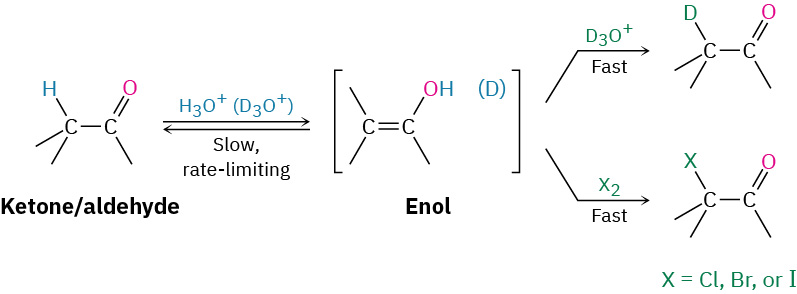 H O
C–C
Ketone/aldehyde
H₃O⁺ (D₃O⁺)
Slow,
rate-limiting
OH (D)
C=C
Enol
D₃O⁺
Fast
D O
C–C
X₂
Fast
X O
C–C
X = Cl, Br, or I